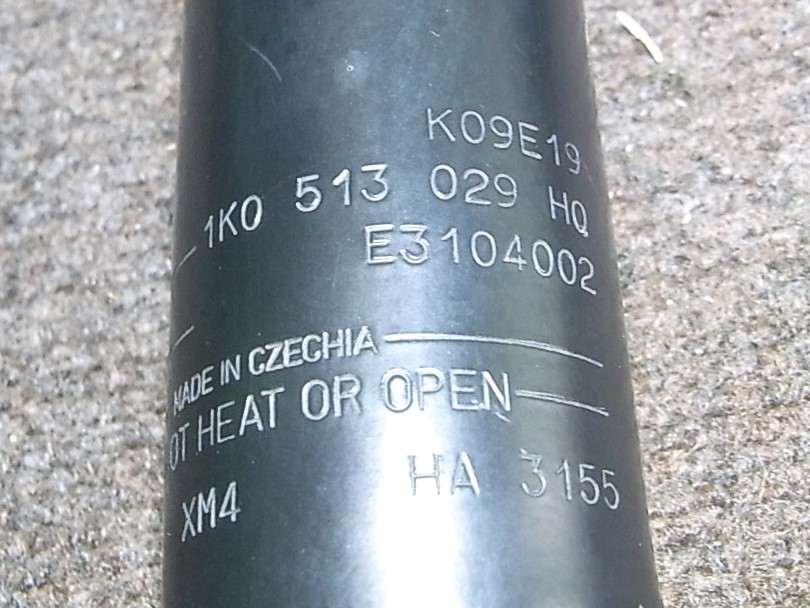 K09E19
1K0 513 029 HQ
E3104002
MADE IN CZECHIA
OT HEAT OR OPEN
XM4 HA 3155